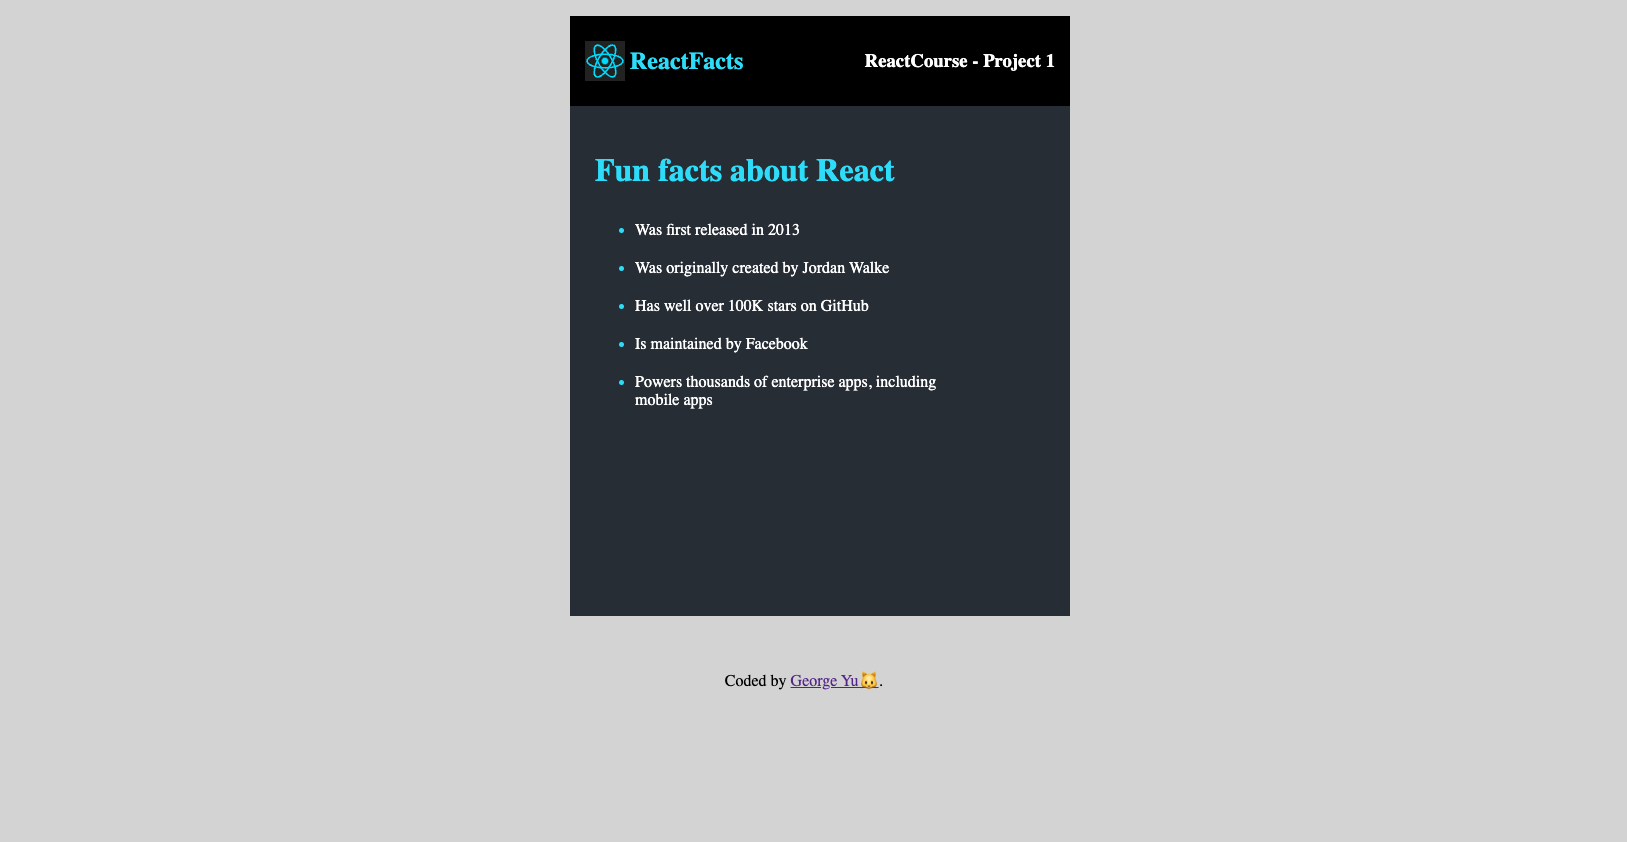 ReactFacts
ReactCourse - Project 1
Fun facts about React
• Was first released in 2013
• Was originally created by Jordan Walke
• Has well over 100K stars on GitHub
• Is maintained by Facebook
• Powers thousands of enterprise apps, including
mobile apps
Coded by George Yu🐱.